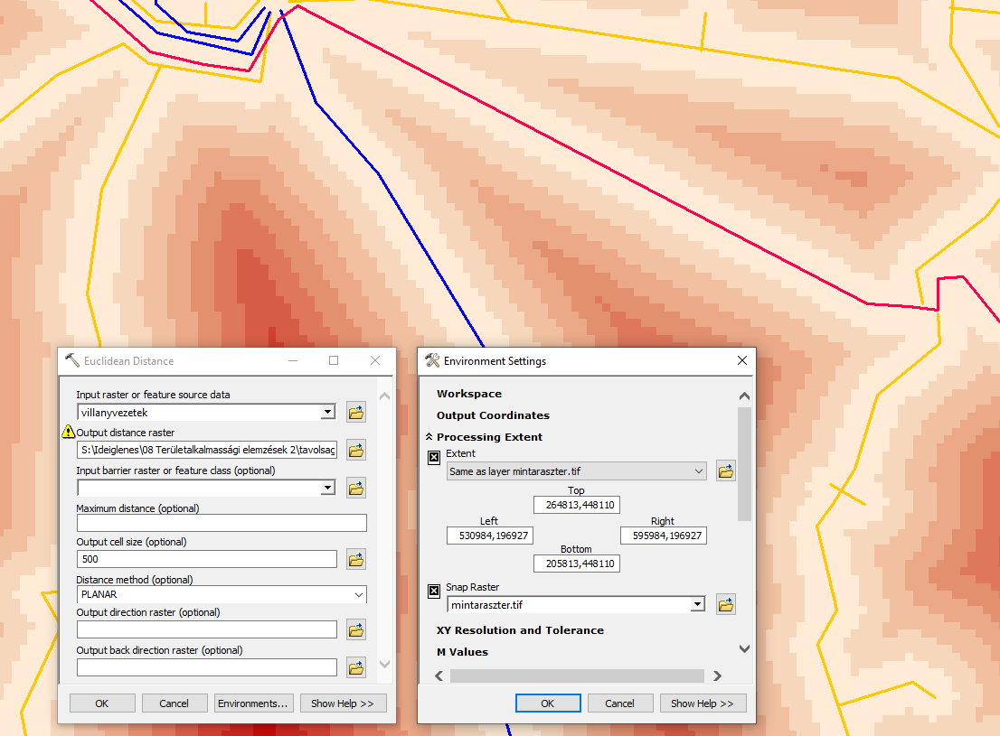 Euclidean Distance
Input raster or feature source data
villanyvezetek
Output distance raster
S:\Ideiglenes\08 Területalkalmassági elemzések 2\tavolsag
Input barrier raster or feature class (optional)
Maximum distance (optional)
Output cell size (optional)
500
Distance method (optional)
PLANAR
Output direction raster (optional)
Output back direction raster (optional)
OK
Cancel
Environments...
Show Help >>
Environment Settings
Workspace
Output Coordinates
Processing Extent
Extent
Same as layer mintaraszter.tif
Top
264813,448110
Left
Right
530984,196927
595984,196927
Bottom
205813,448110
Snap Raster
mintaraszter.tif
XY Resolution and Tolerance
M Values
OK
Cancel
Show Help >>